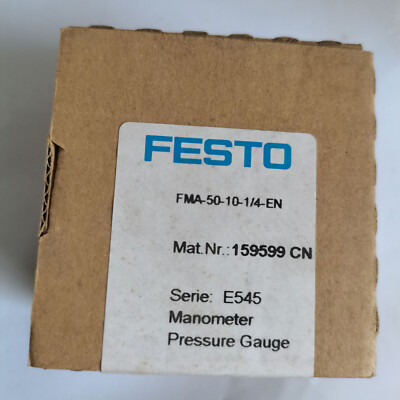 FESTO
FMA-50-10-1/4-EN
Mat.Nr.:159599 CN
Serie: E545
Manometer
Pressure Gauge